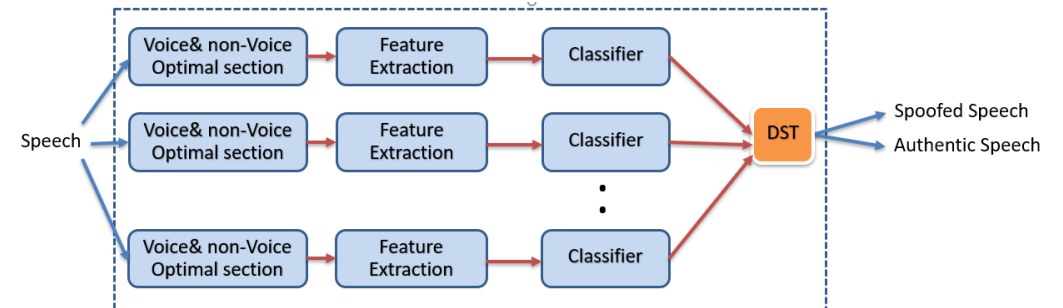 Voice& non-Voice
Optimal section
Feature
Extraction
Classifier
Voice& non-Voice
Optimal section
Feature
Extraction
Classifier
Speech
DST
Spoofed Speech
Authentic Speech
Voice& non-Voice
Optimal section
Feature
Extraction
Classifier